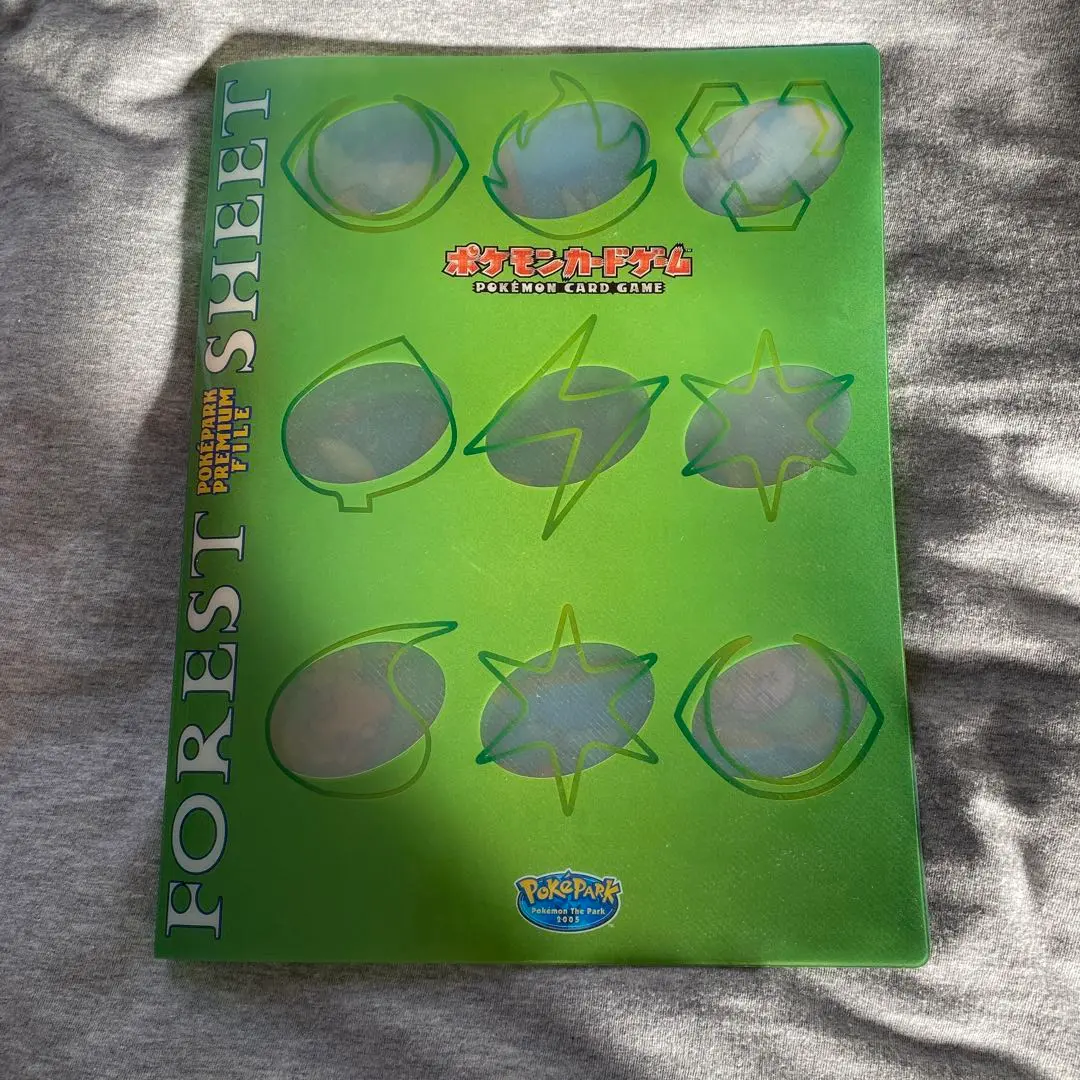 FOREST SHEET
POKÉPARK
PREMIUM
FILE
ポケモンカードゲーム
POKÉMON CARD GAME
POKéPARK
Pokémon The Park
2005